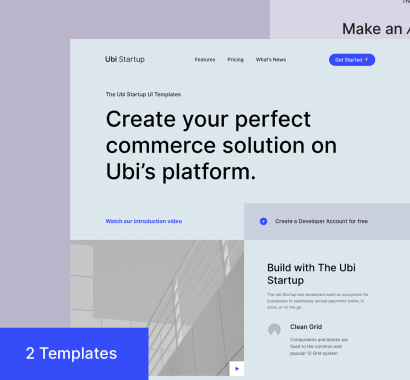 Make an
Ubi Startup
Features
Pricing
What's News
Get Started ⚡
The Ubi Startup UI Templates
Create your perfect
commerce solution on
Ubi's platform.
Watch our introduction video
Create a Developer Account for free
Build with The Ubi
Startup
The Ubi Startup lets developers build an ecosystem for
businesses to seamlessly accept payments online, in
store, or on the go.
Clean Grid
Components and blocks are
fixed to the common and
popular 12 Grid system
2 Templates